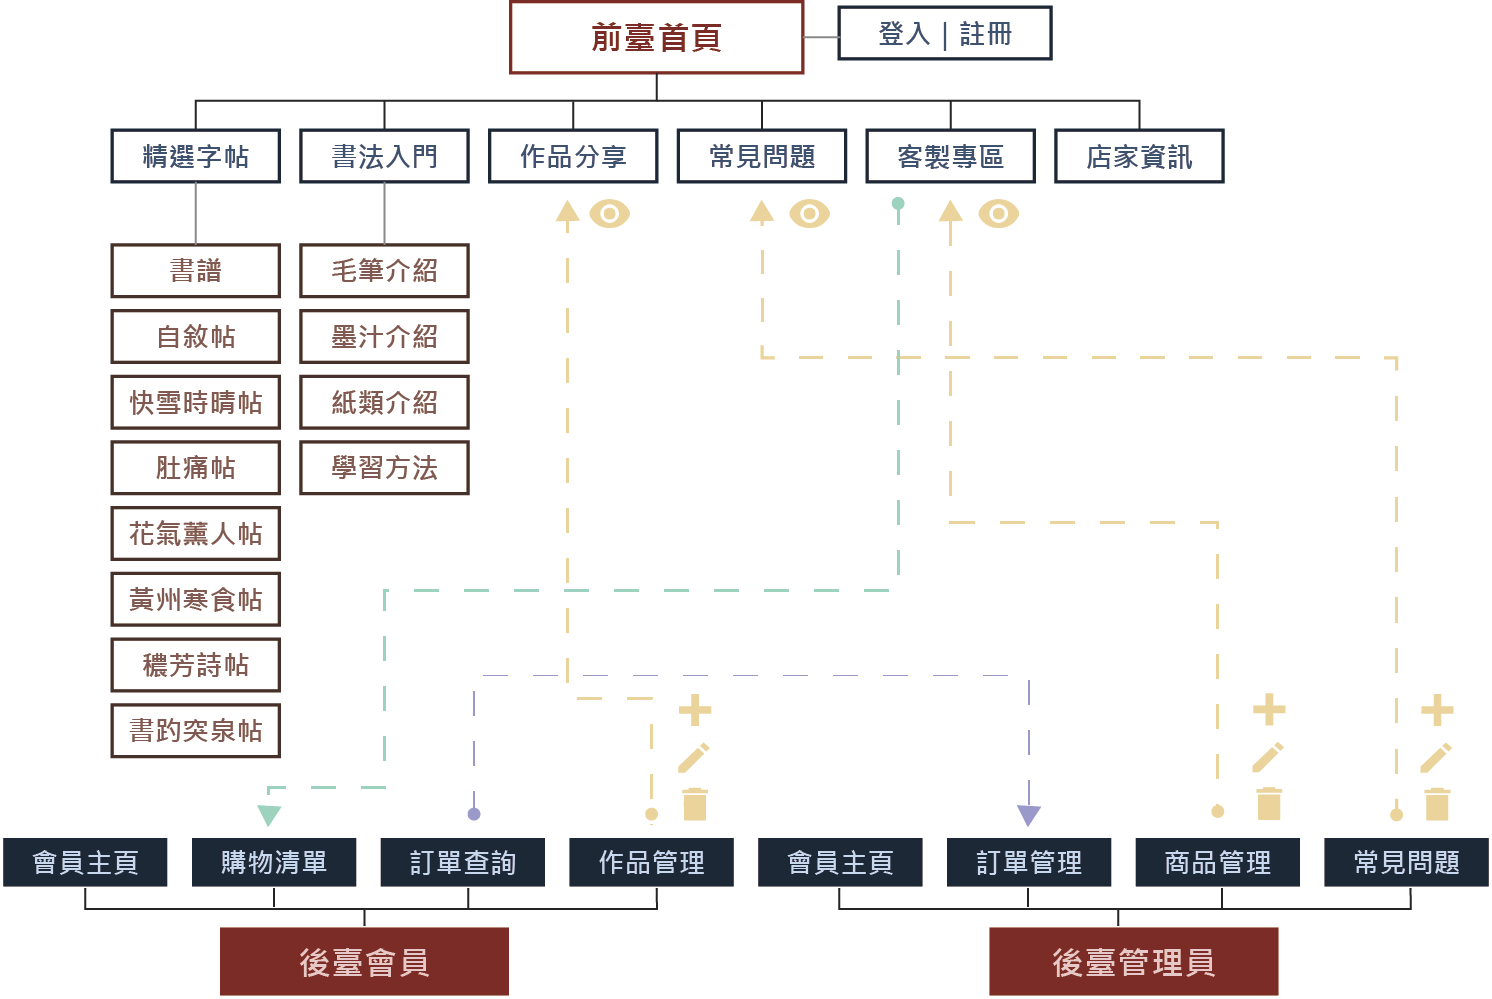 前臺首頁
登入 | 註冊
精選字帖
書法入門
作品分享
常見問題
客製專區
店家資訊
書譜
毛筆介紹
自敘帖
墨汁介紹
快雪時晴帖
紙類介紹
肚痛帖
學習方法
花氣薰人帖
黃州寒食帖
穠芳詩帖
書趵突泉帖
會員主頁
購物清單
訂單查詢
作品管理
會員主頁
訂單管理
商品管理
常見問題
後臺會員
後臺管理員